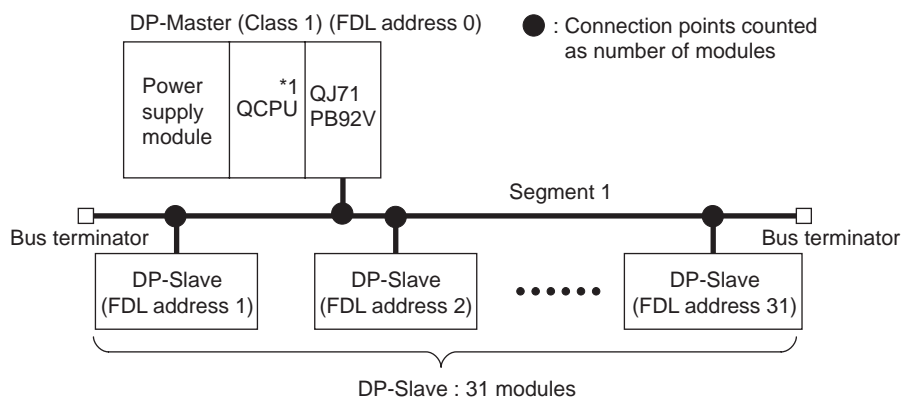 DP-Master (Class 1) (FDL address 0)
: Connection points counted
as number of modules
Power
supply
module
*1
QCPU
QJ71
PB92V
Segment 1
Bus terminator
Bus terminator
DP-Slave
(FDL address 1)
DP-Slave
(FDL address 2)
DP-Slave
(FDL address 31)
DP-Slave : 31 modules